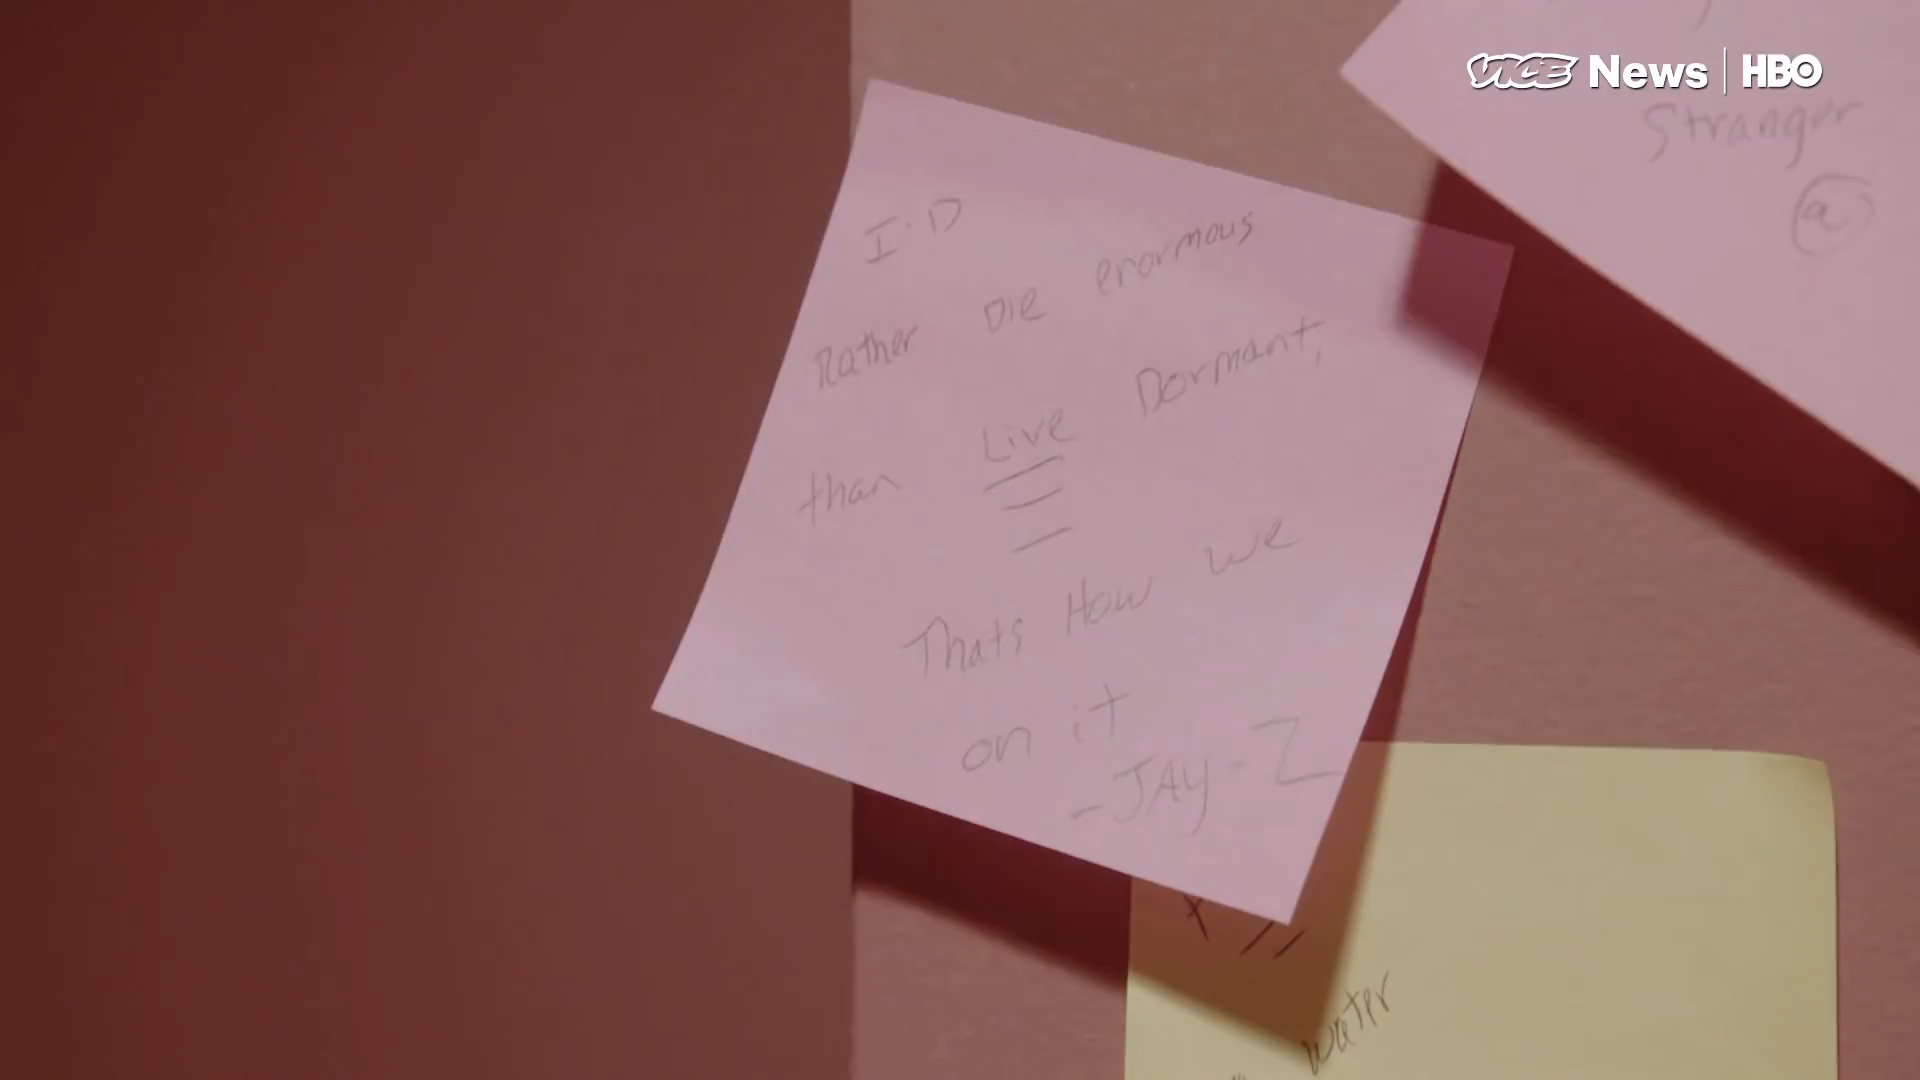 VICE News | HBO
Stranger
@
I.D
Rather Die enormous
than Live Dormant,
Thats How we
on it
-JAY-Z
water